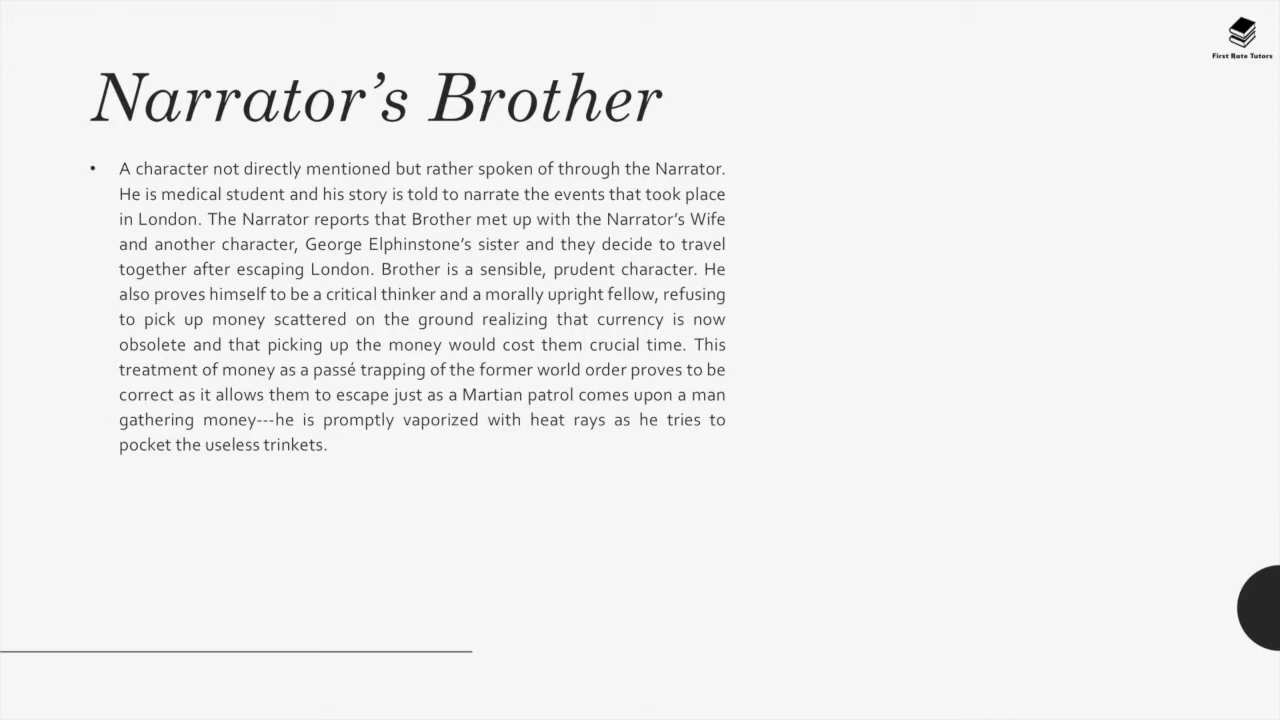 First Rate Tutors
Narrator’s Brother
• A character not directly mentioned but rather spoken of through the Narrator.
He is medical student and his story is told to narrate the events that took place
in London. The Narrator reports that Brother met up with the Narrator’s Wife
and another character, George Elphinstone’s sister and they decide to travel
together after escaping London. Brother is a sensible, prudent character. He
also proves himself to be a critical thinker and a morally upright fellow, refusing
to pick up money scattered on the ground realizing that currency is now
obsolete and that picking up the money would cost them crucial time. This
treatment of money as a passé trapping of the former world order proves to be
correct as it allows them to escape just as a Martian patrol comes upon a man
gathering money---he is promptly vaporized with heat rays as he tries to
pocket the useless trinkets.